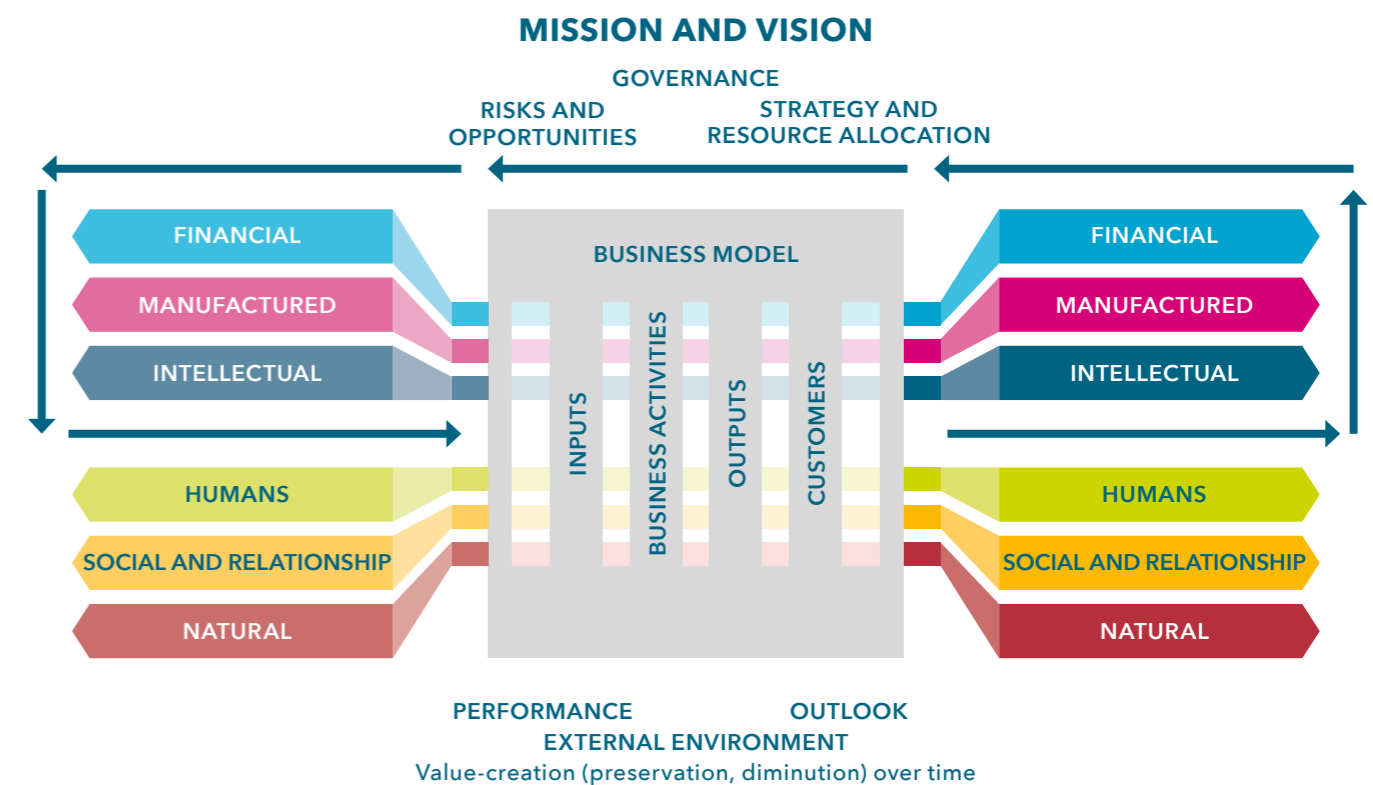 MISSION AND VISION
GOVERNANCE
RISKS AND
OPPORTUNITIES
STRATEGY AND
RESOURCE ALLOCATION
FINANCIAL
MANUFACTURED
INTELLECTUAL
HUMANS
SOCIAL AND RELATIONSHIP
NATURAL
BUSINESS MODEL
INPUTS
BUSINESS ACTIVITIES
OUTPUTS
CUSTOMERS
FINANCIAL
MANUFACTURED
INTELLECTUAL
HUMANS
SOCIAL AND RELATIONSHIP
NATURAL
PERFORMANCE
OUTLOOK
EXTERNAL ENVIRONMENT
Value-creation (preservation, diminution) over time